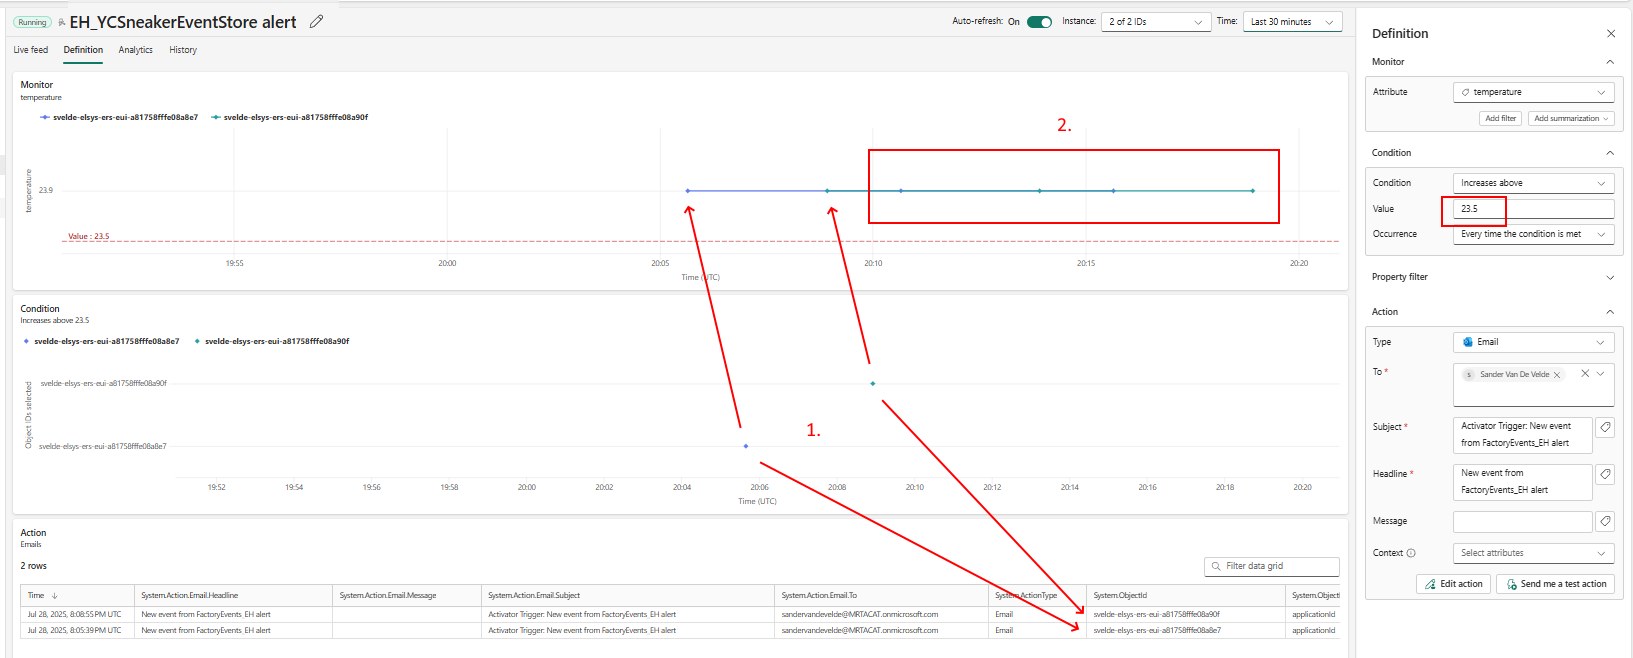 Running EH_YCSneakerEventStore alert Auto-refresh: On Instance: 2 of 2 IDs Time: Last 30 minutes
Live feed Definition Analytics History
Monitor
temperature
svelde-elsys-ers-eui-a81758fffe08a8e7 svelde-elsys-ers-eui-a81758fffe08a90f
2.
temperature
23.9
Value : 23.5
19:55 20:00 20:05 20:10 20:15 20:20
Time (UTC)
Condition
Increases above 23.5
svelde-elsys-ers-eui-a81758fffe08a8e7 svelde-elsys-ers-eui-a81758fffe08a90f
Object IDs selected
svelde-elsys-ers-eui-a81758fffe08a90f
1.
svelde-elsys-ers-eui-a81758fffe08a8e7
19:52 19:54 19:56 19:58 20:00 20:02 20:04 20:06 20:08 20:10 20:12 20:14 20:16 20:18 20:20
Time (UTC)
Action
Emails
2 rows
Filter data grid
Time System.Action.Email.Headline System.Action.Email.Message System.Action.Email.Subject System.Action.Email.To System.ActionType System.ObjectId System.Object
Jul 28, 2025, 8:08:55 PM UTC New event from FactoryEvents_EH alert Activator Trigger: New event from FactoryEvents_EH alert sandervandevelde@MRTACAT.onmicrosoft.com Email svelde-elsys-ers-eui-a81758fffe08a90f applicationId
Jul 28, 2025, 8:05:39 PM UTC New event from FactoryEvents_EH alert Activator Trigger: New event from FactoryEvents_EH alert sandervandevelde@MRTACAT.onmicrosoft.com Email svelde-elsys-ers-eui-a81758fffe08a8e7 applicationId
Definition
Monitor
Attribute temperature
Add filter Add summarization
Condition
Condition Increases above
Value 23.5
Occurrence Every time the condition is met
Property filter
Action
Type Email
To * S Sander Van De Velde
Subject * Activator Trigger: New event
from FactoryEvents_EH alert
Headline * New event from
FactoryEvents_EH alert
Message
Context Select attributes
Edit action Send me a test action